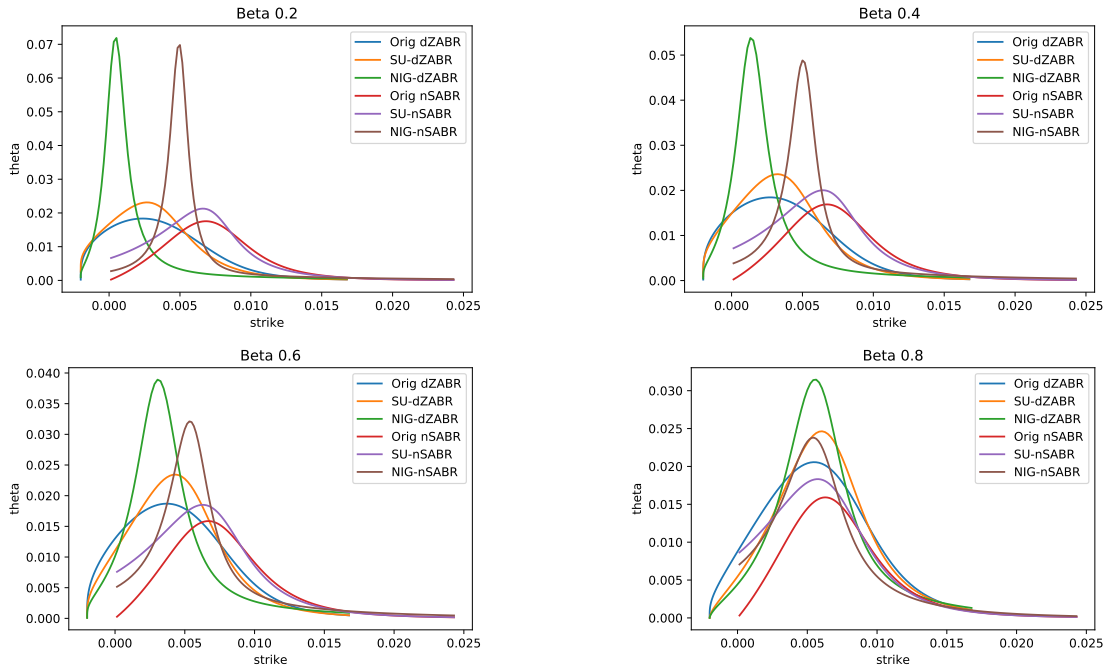 Beta 0.2
theta
0.07
0.06
0.05
0.04
0.03
0.02
0.01
0.00
Orig dZABR
SU-dZABR
NIG-dZABR
Orig nSABR
SU-nSABR
NIG-nSABR
0.000 0.005 0.010 0.015 0.020 0.025
strike
Beta 0.4
theta
0.05
0.04
0.03
0.02
0.01
0.00
Orig dZABR
SU-dZABR
NIG-dZABR
Orig nSABR
SU-nSABR
NIG-nSABR
0.000 0.005 0.010 0.015 0.020 0.025
strike
Beta 0.6
theta
0.040
0.035
0.030
0.025
0.020
0.015
0.010
0.005
0.000
Orig dZABR
SU-dZABR
NIG-dZABR
Orig nSABR
SU-nSABR
NIG-nSABR
0.000 0.005 0.010 0.015 0.020 0.025
strike
Beta 0.8
theta
0.030
0.025
0.020
0.015
0.010
0.005
0.000
Orig dZABR
SU-dZABR
NIG-dZABR
Orig nSABR
SU-nSABR
NIG-nSABR
0.000 0.005 0.010 0.015 0.020 0.025
strike